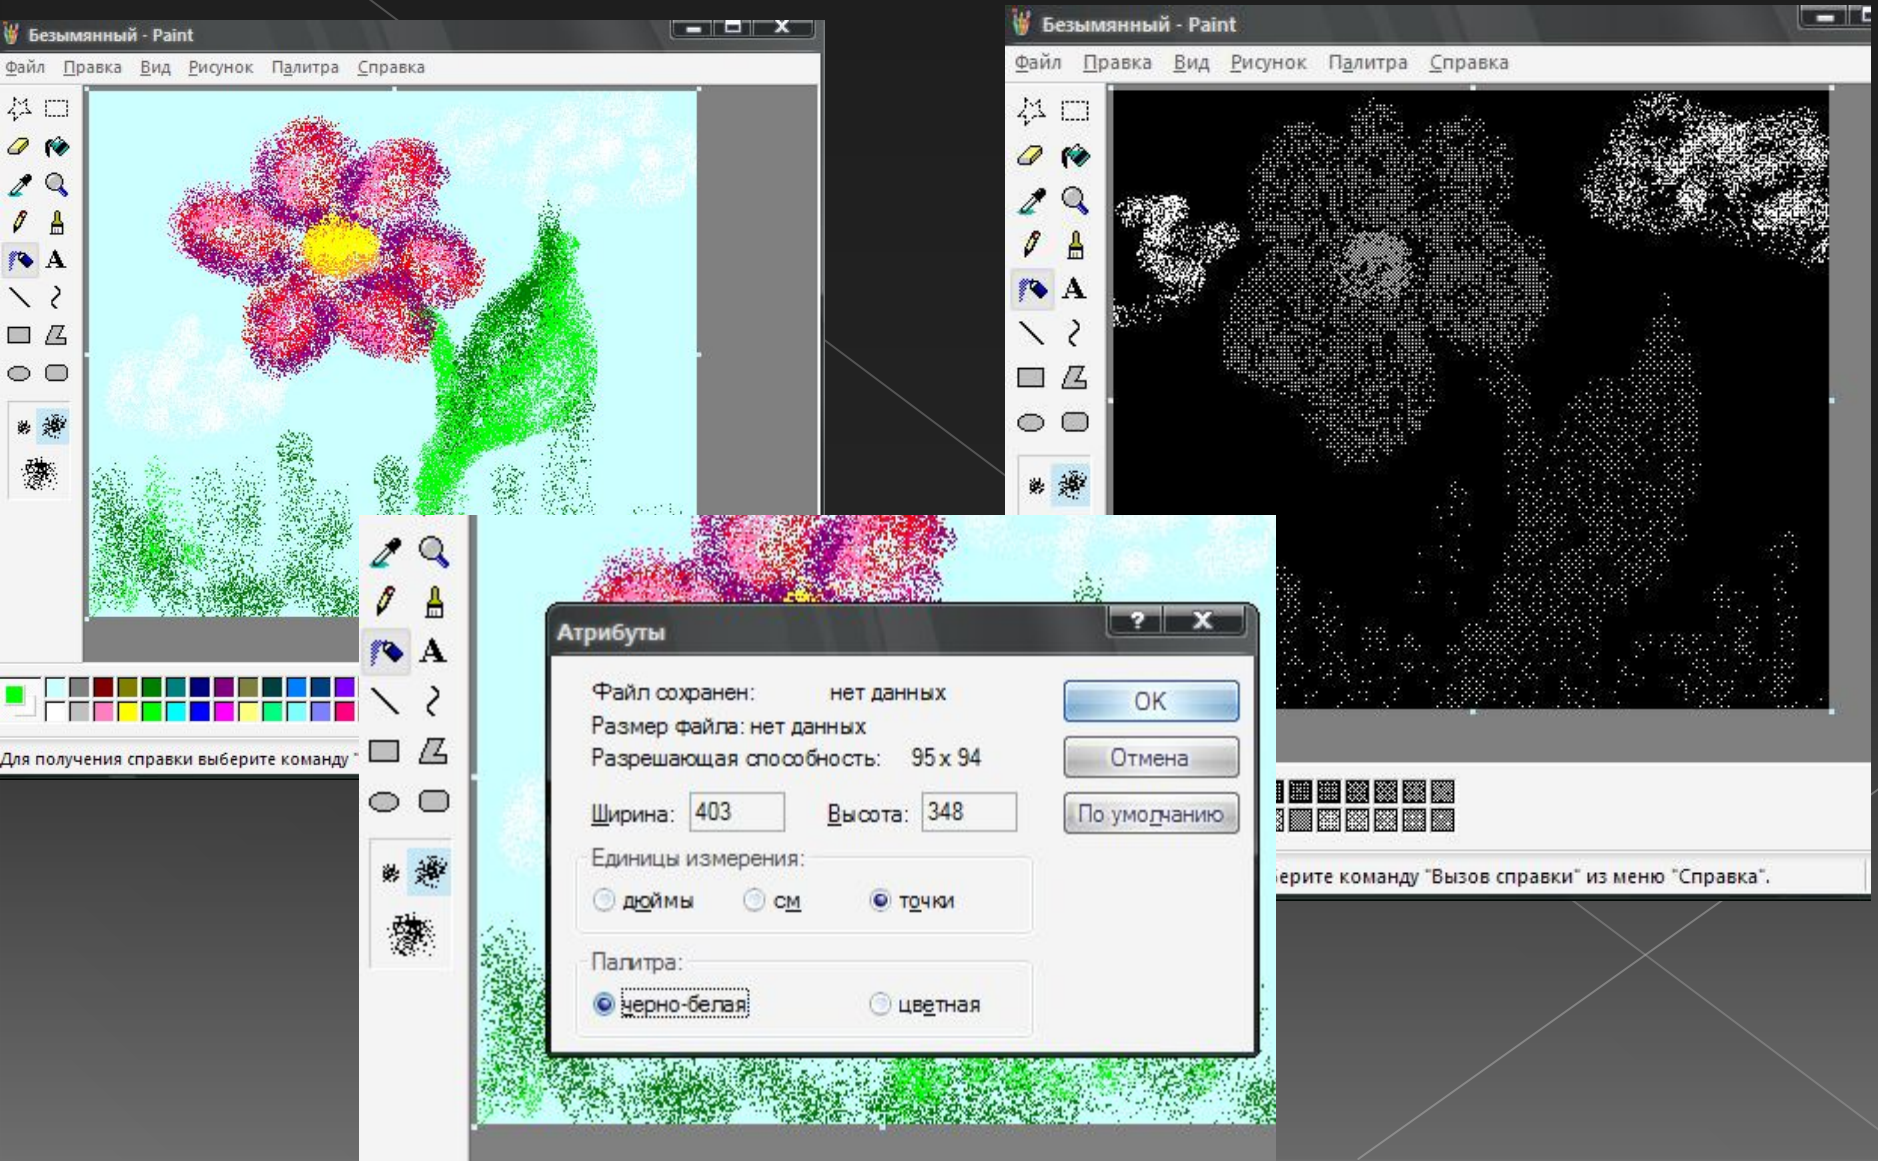 Безымянный - Paint
Файл Правка Вид Рисунок Палитра Справка
A
Для получения справки выберите команду "
Безымянный - Paint
Файл Правка Вид Рисунок Палитра Справка
A
ерите команду "Вызов справки" из меню "Справка".
A
Атрибуты
? X
Файл сохранен: нет данных
Размер файла: нет данных
Разрешающая способность: 95 x 94
Ширина: 403 Высота: 348
Единицы измерения:
дюймы см точки
Палитра:
черно-белая цветная
OK
Отмена
По умолчанию